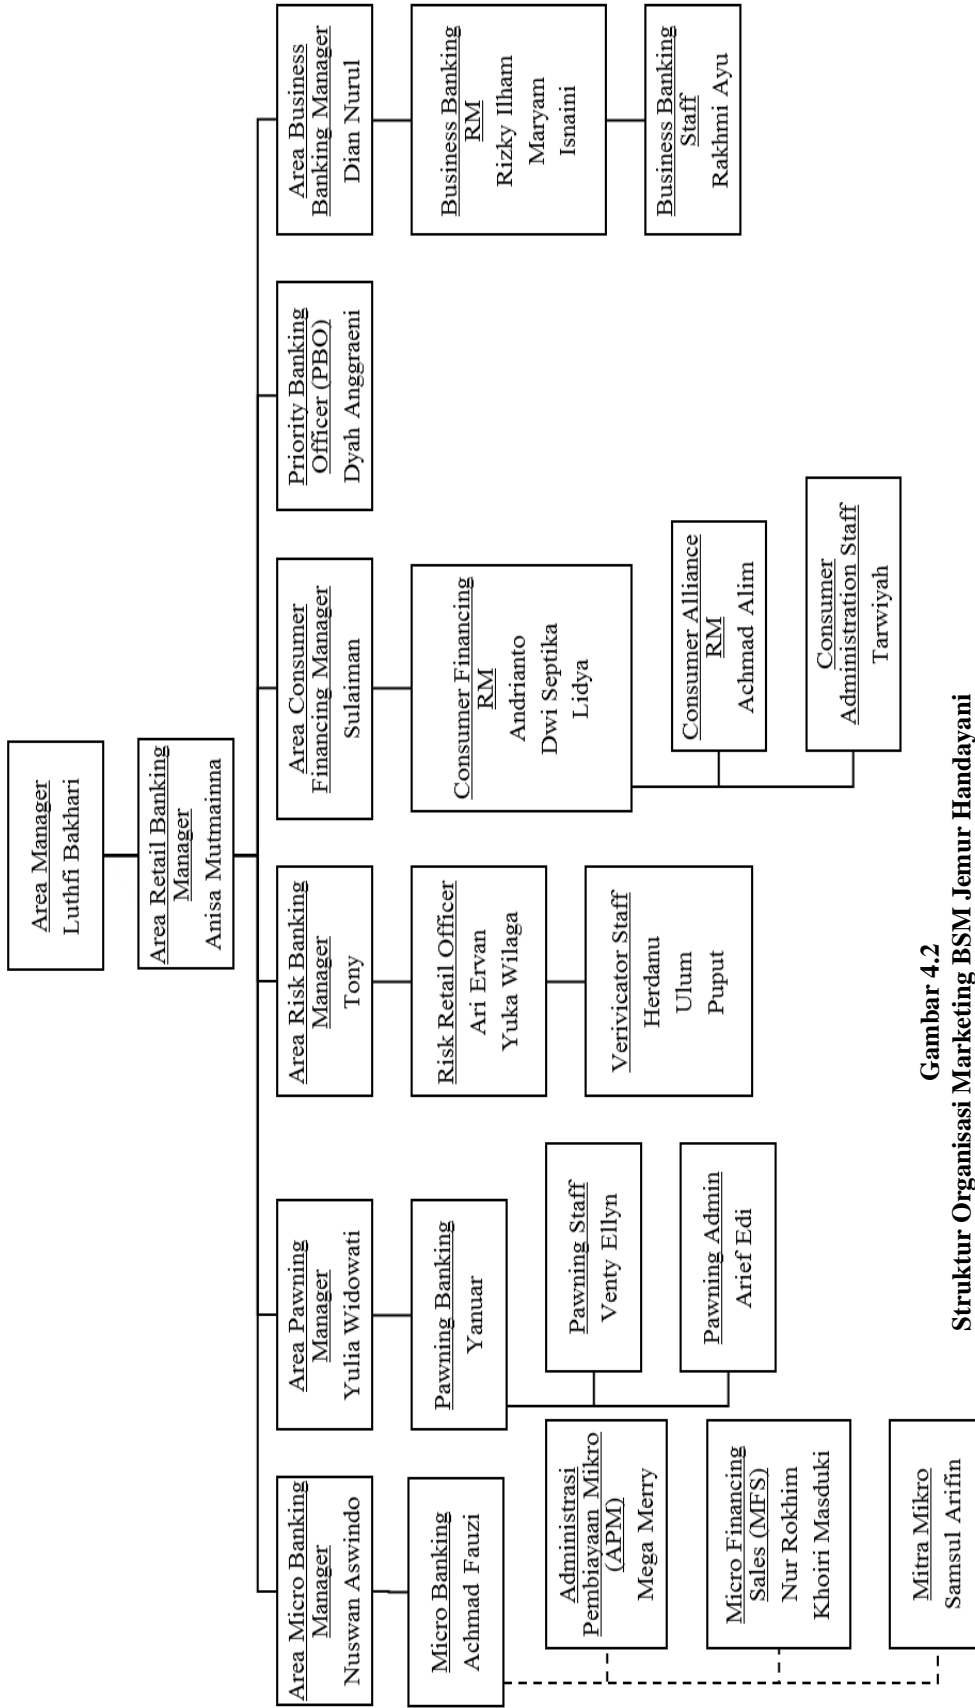 Area Manager
Luthfi Bakhari
Area Retail Banking
Manager
Anisa Mutmainna
Area Micro Banking
Manager
Nuswan Aswindo
Area Pawning
Manager
Yulia Widowati
Area Risk Banking
Manager
Tony
Area Consumer
Financing Manager
Sulaiman
Priority Banking
Officer (PBO)
Dyah Anggraeni
Area Business
Banking Manager
Dian Nurul
Micro Banking
Achmad Fauzi
Pawning Banking
Yanuar
Risk Retail Officer
Ari Ervan
Yuka Wilaga
Consumer Financing
RM
Andrianto
Dwi Septika
Lidya
Business Banking
RM
Rizky Ilham
Maryam
Isnaini
Administrasi
Pembiayaan Mikro
(APM)
Mega Merry
Pawning Staff
Venty Ellyn
Verivicator Staff
Herdanu
Ulum
Puput
Consumer Alliance
RM
Achmad Alim
Business Banking
Staff
Rakhmi Ayu
Micro Financing
Sales (MFS)
Nur Rokhim
Khoiri Masduki
Pawning Admin
Arief Edi
Consumer
Administration Staff
Tarwiyah
Mitra Mikro
Samsul Arifin
Gambar 4.2
Struktur Organisasi Marketing BSM Jemur Handayani